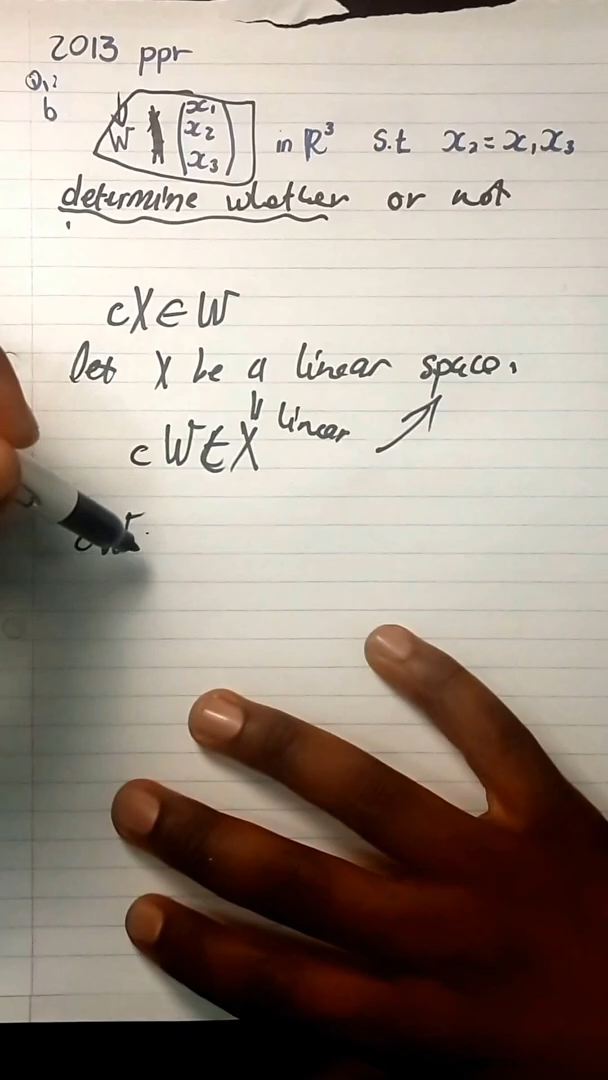 2013 ppr
Q,2
b W (x₁ x₂ x₃) in ℝ³ s.t x₂ = x₁x₃
determine whether or not
cX ∈ W
let X be a linear space.
linear
cW ∈ X